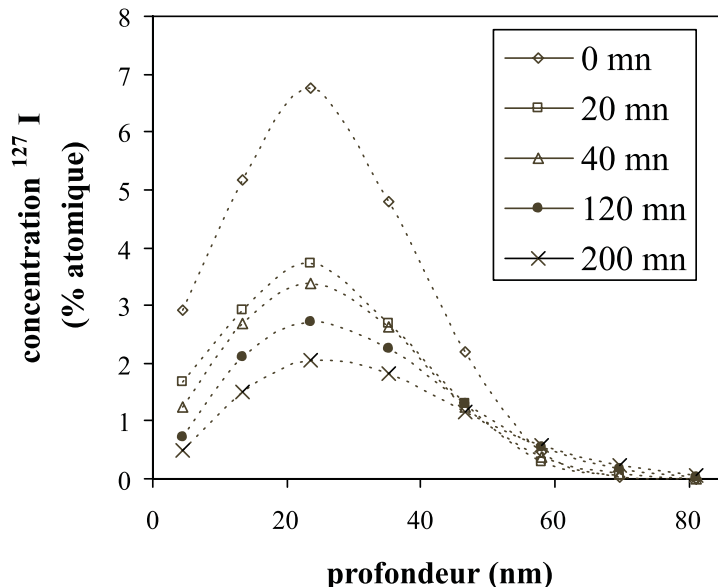 8
7
6
5
4
3
2
1
0
concentration ¹²⁷ I
(% atomique)
0 mn
20 mn
40 mn
120 mn
200 mn
0 20 40 60 80
profondeur (nm)